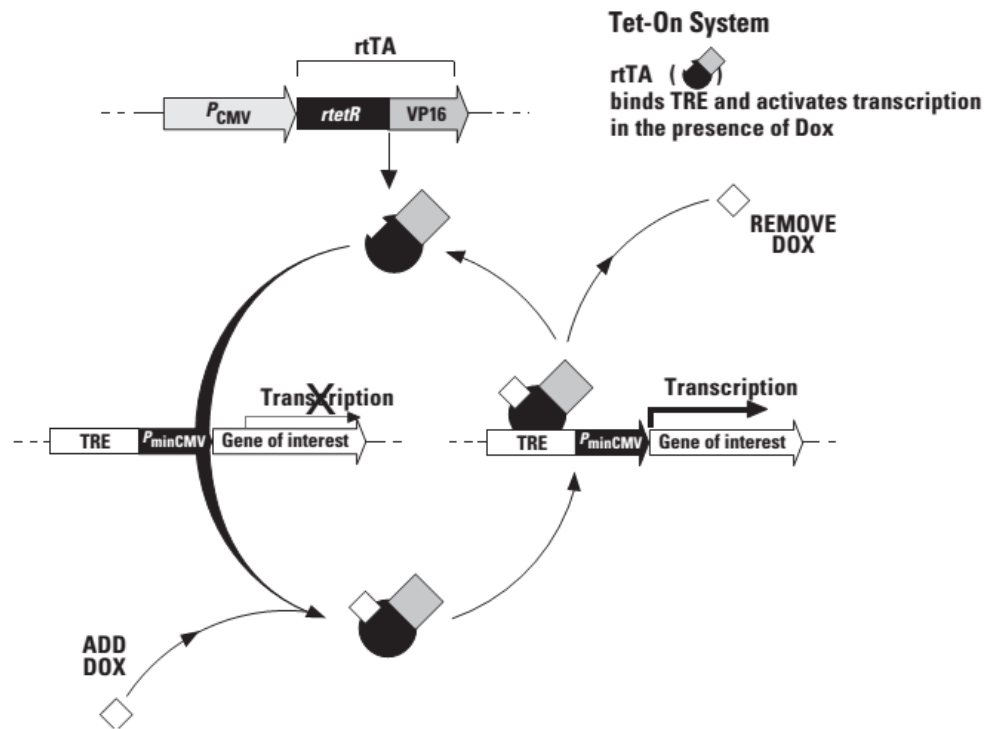 Tet-On System
rtTA
rtTA ( )
binds TRE and activates transcription
in the presence of Dox
PCMV
rtetR
VP16
REMOVE
DOX
Transcription
TRE
PminCMV
Gene of interest
Transcription
TRE
PminCMV
Gene of interest
ADD
DOX